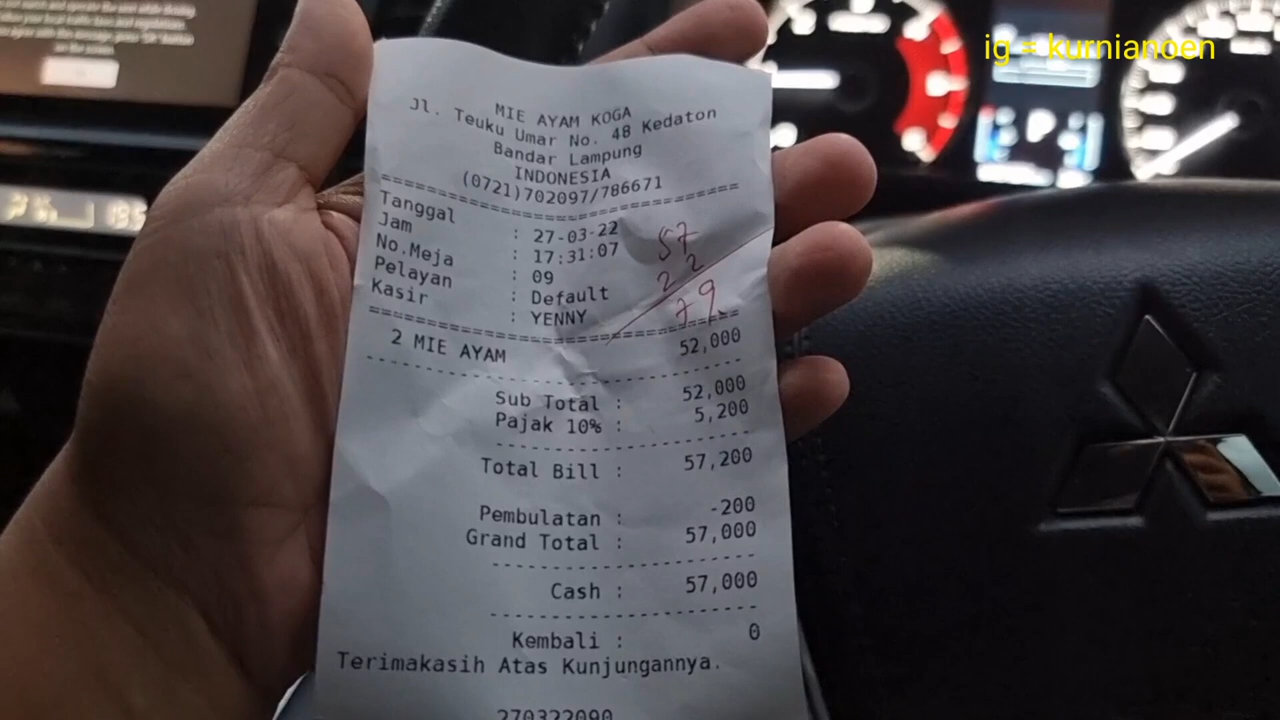 ig = kurnianoen
MIE AYAM KOGA
Jl. Teuku Umar No. 48 Kedaton
Bandar Lampung
INDONESIA
(0721)702097/786671
Tanggal : 27-03-22
Jam : 17:31:07
No.Meja : 09
Pelayan : Default
Kasir : YENNY
57
22
79
2 MIE AYAM 52,000
Sub Total : 52,000
Pajak 10% : 5,200
Total Bill : 57,200
Pembulatan : -200
Grand Total : 57,000
Cash : 57,000
Kembali : 0
Terimakasih Atas Kunjungannya.
270322090
P